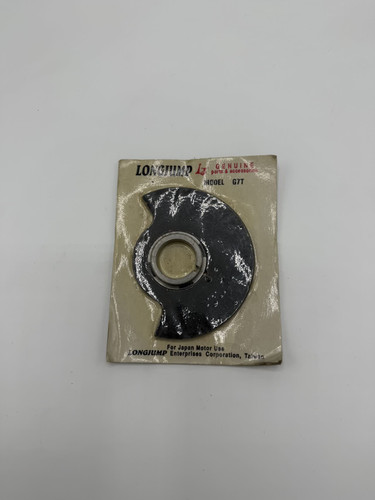 LONGJUMP GENUINE
parts & accessories
MODEL G7T
For Japan Motor Use
LONGJUMP Enterprises Corporation, Taiwan